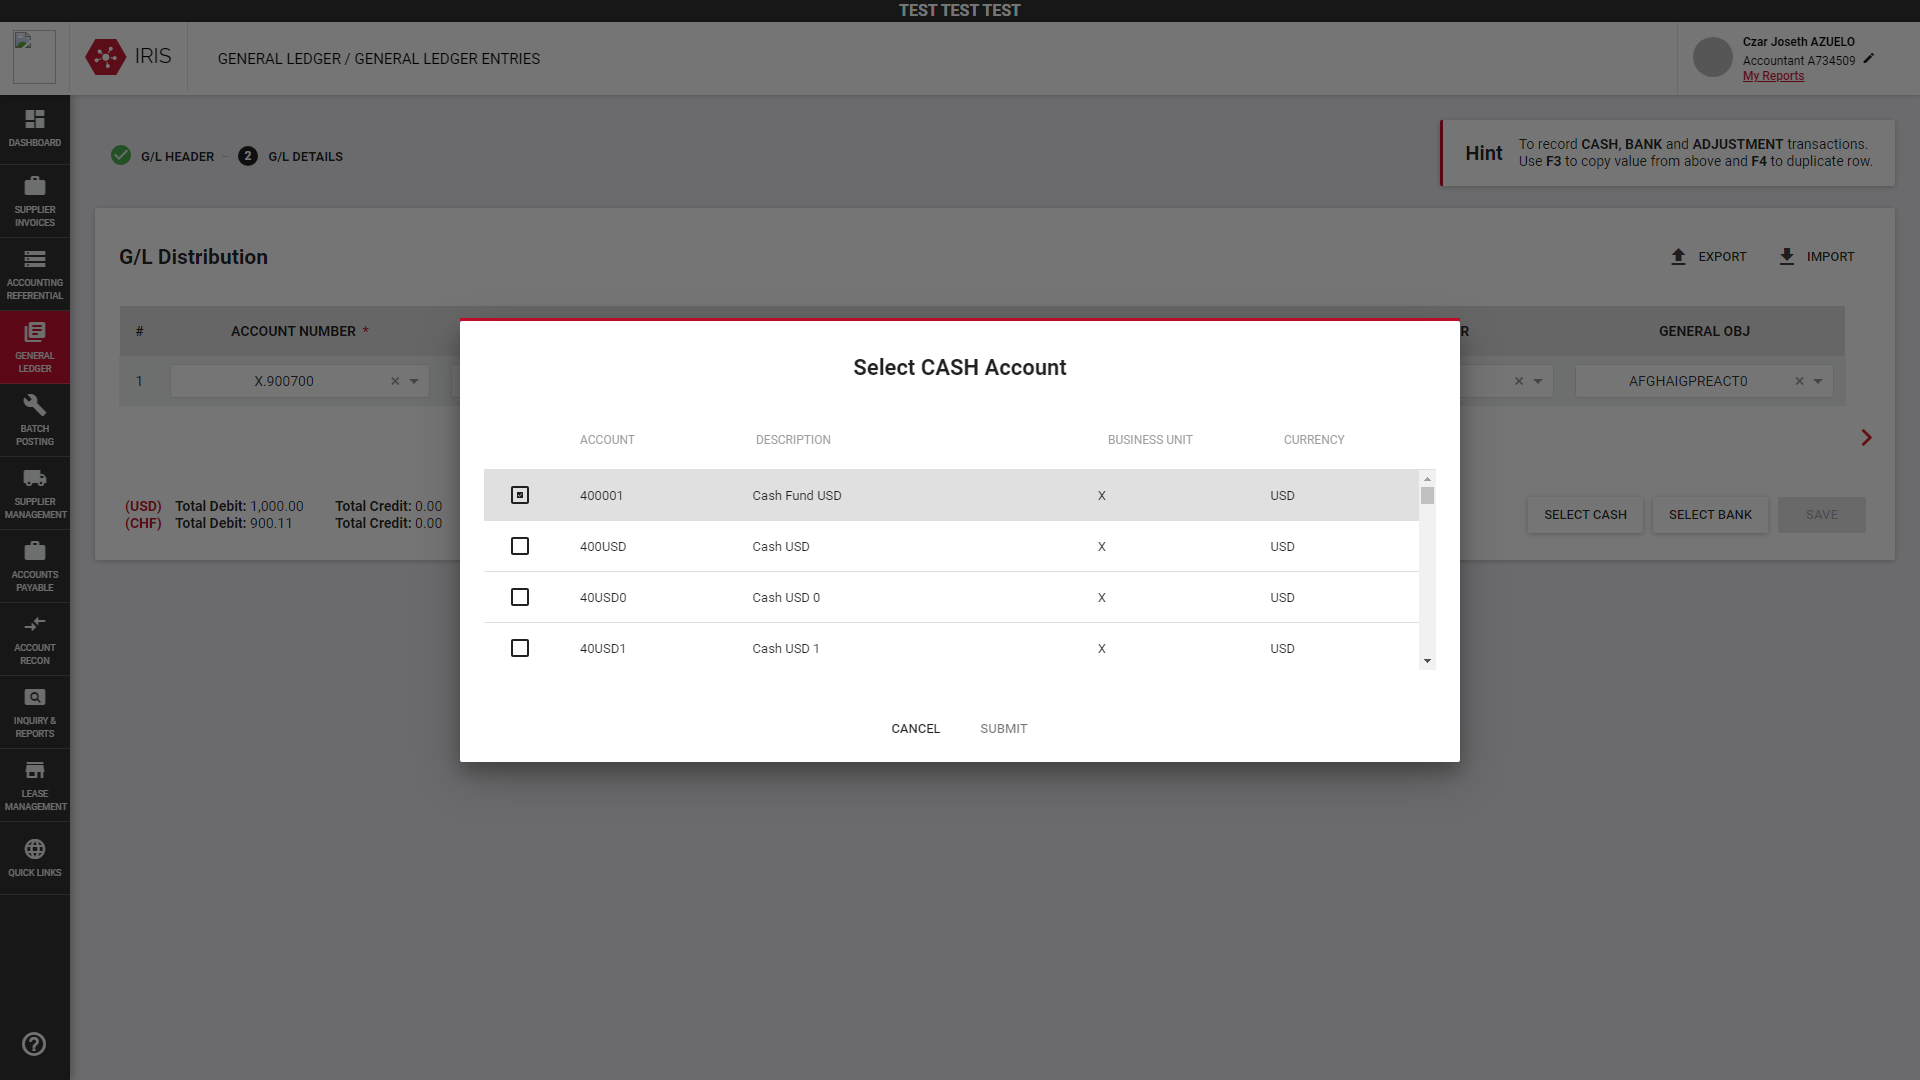 TEST TEST TEST
IRIS
GENERAL LEDGER / GENERAL LEDGER ENTRIES
Czar Joseth AZUELO
Accountant A734509
My Reports
DASHBOARD
SUPPLIER
INVOICES
ACCOUNTING
REFERENTIAL
GENERAL
LEDGER
BATCH
POSTING
SUPPLIER
MANAGEMENT
ACCOUNTS
PAYABLE
ACCOUNT
RECON
INQUIRY &
REPORTS
LEASE
MANAGEMENT
QUICK LINKS
G/L HEADER
2 G/L DETAILS
Hint
To record CASH, BANK and ADJUSTMENT transactions.
Use F3 to copy value from above and F4 to duplicate row.
G/L Distribution
EXPORT IMPORT
# ACCOUNT NUMBER * R GENERAL OBJ
1 X.900700 AFGHAIGPREACT0
(USD) Total Debit: 1,000.00 Total Credit: 0.00
(CHF) Total Debit: 900.11 Total Credit: 0.00
SELECT CASH SELECT BANK SAVE
Select CASH Account
ACCOUNT DESCRIPTION BUSINESS UNIT CURRENCY
400001 Cash Fund USD X USD
400USD Cash USD X USD
40USD0 Cash USD 0 X USD
40USD1 Cash USD 1 X USD
CANCEL SUBMIT